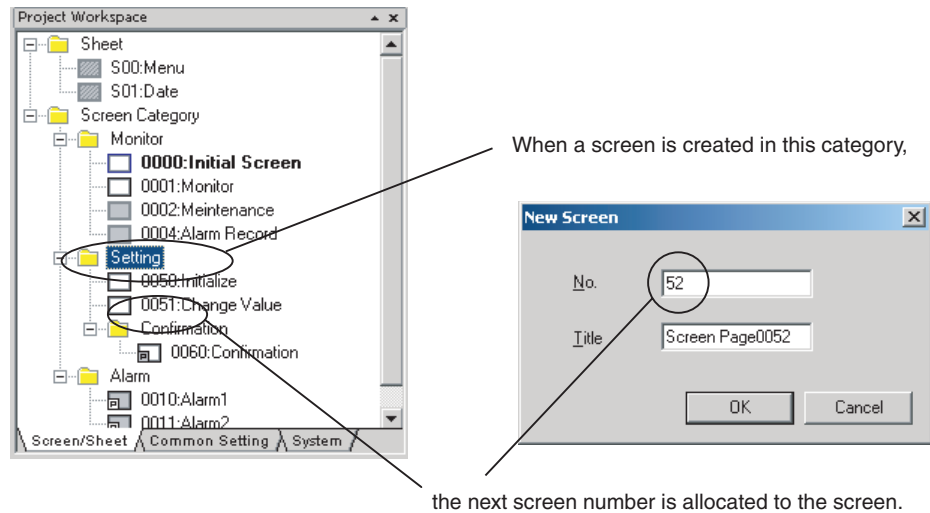 Project Workspace
Sheet
S00:Menu
S01:Date
Screen Category
Monitor
0000:Initial Screen
0001:Monitor
0002:Meintenance
0004:Alarm Record
Setting
0050:Initialize
0051:Change Value
Confirmation
0060:Confirmation
Alarm
0010:Alarm1
0011:Alarm2
Screen/Sheet Common Setting System
When a screen is created in this category,
New Screen
No. 52
Title Screen Page0052
OK Cancel
the next screen number is allocated to the screen.